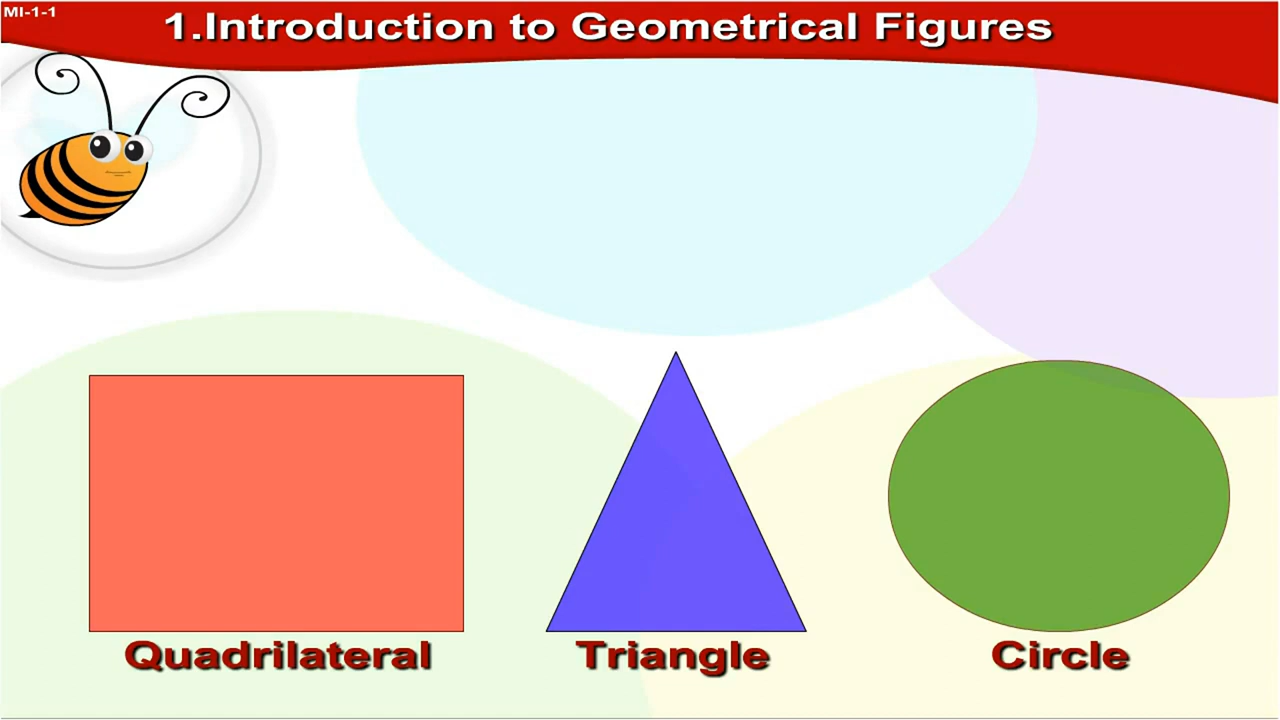 MI-1-1
1.Introduction to Geometrical Figures
Quadrilateral
Triangle
Circle